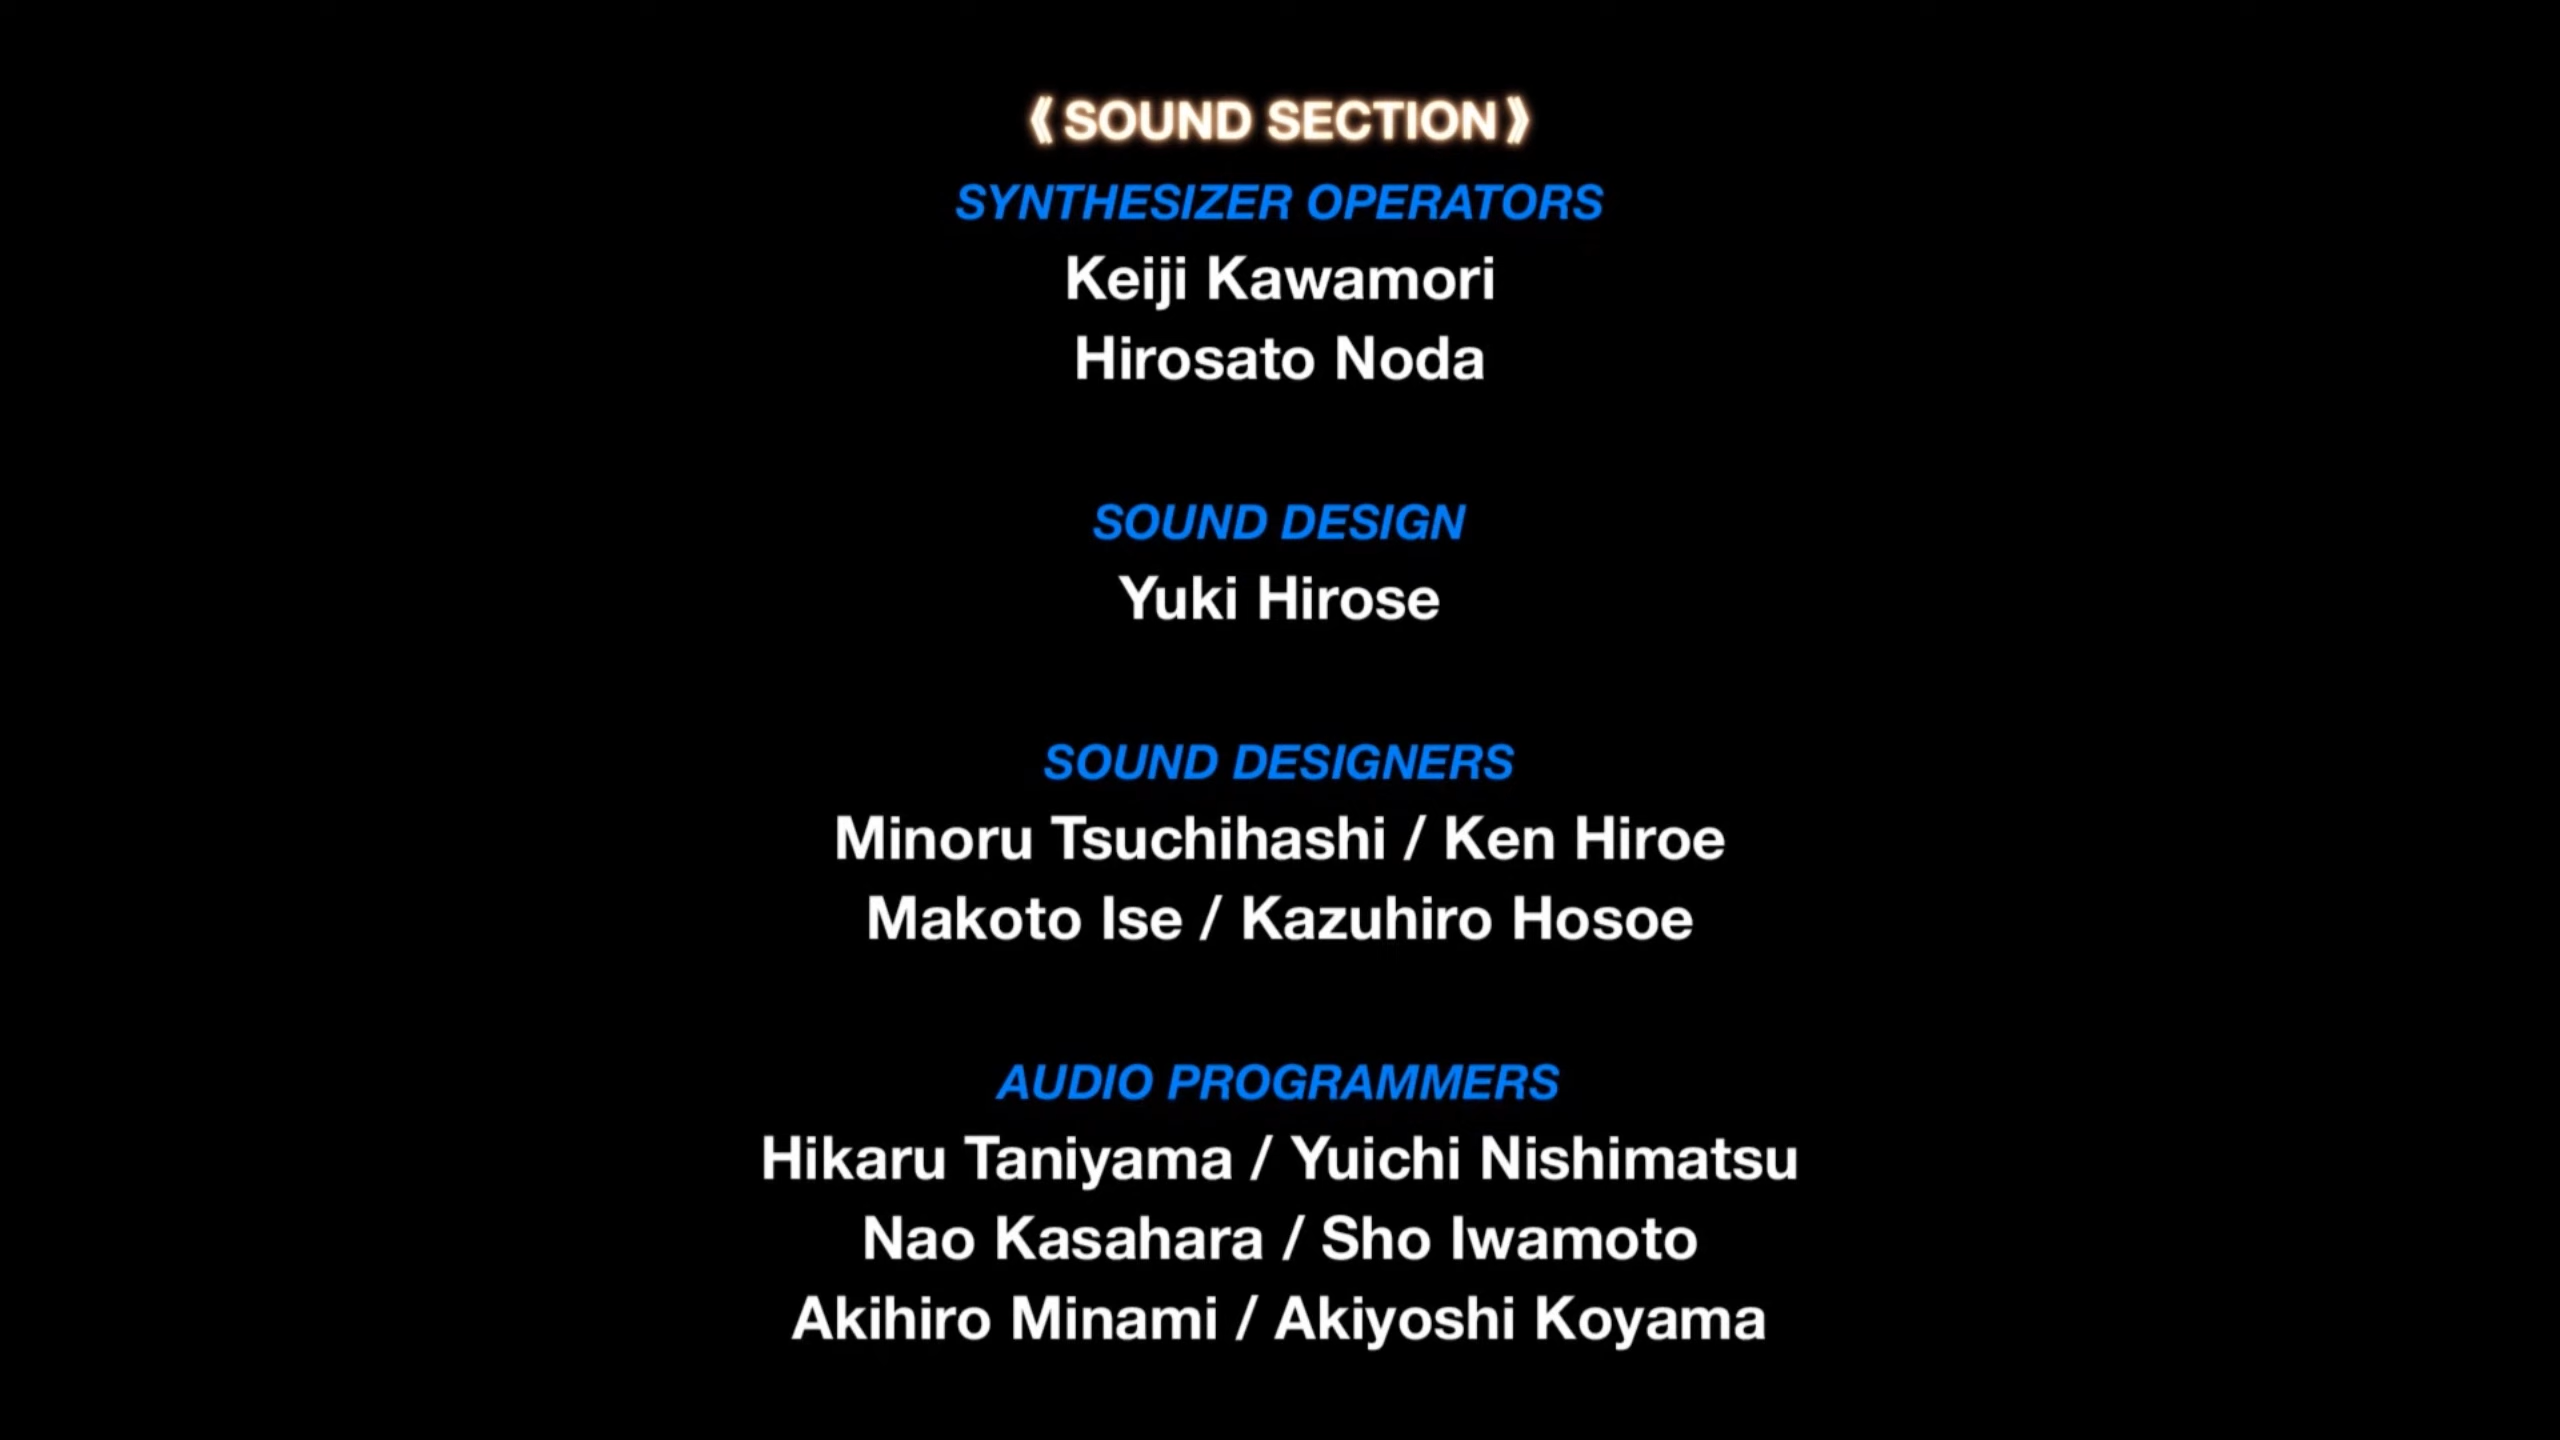 《SOUND SECTION》
SYNTHESIZER OPERATORS
Keiji Kawamori
Hirosato Noda
SOUND DESIGN
Yuki Hirose
SOUND DESIGNERS
Minoru Tsuchihashi / Ken Hiroe
Makoto Ise / Kazuhiro Hosoe
AUDIO PROGRAMMERS
Hikaru Taniyama / Yuichi Nishimatsu
Nao Kasahara / Sho Iwamoto
Akihiro Minami / Akiyoshi Koyama